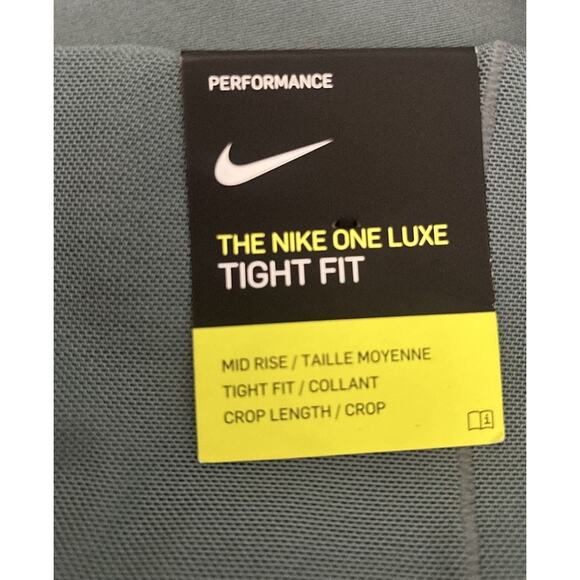 PERFORMANCE
THE NIKE ONE LUXE
TIGHT FIT
MID RISE / TAILLE MOYENNE
TIGHT FIT / COLLANT
CROP LENGTH / CROP
i